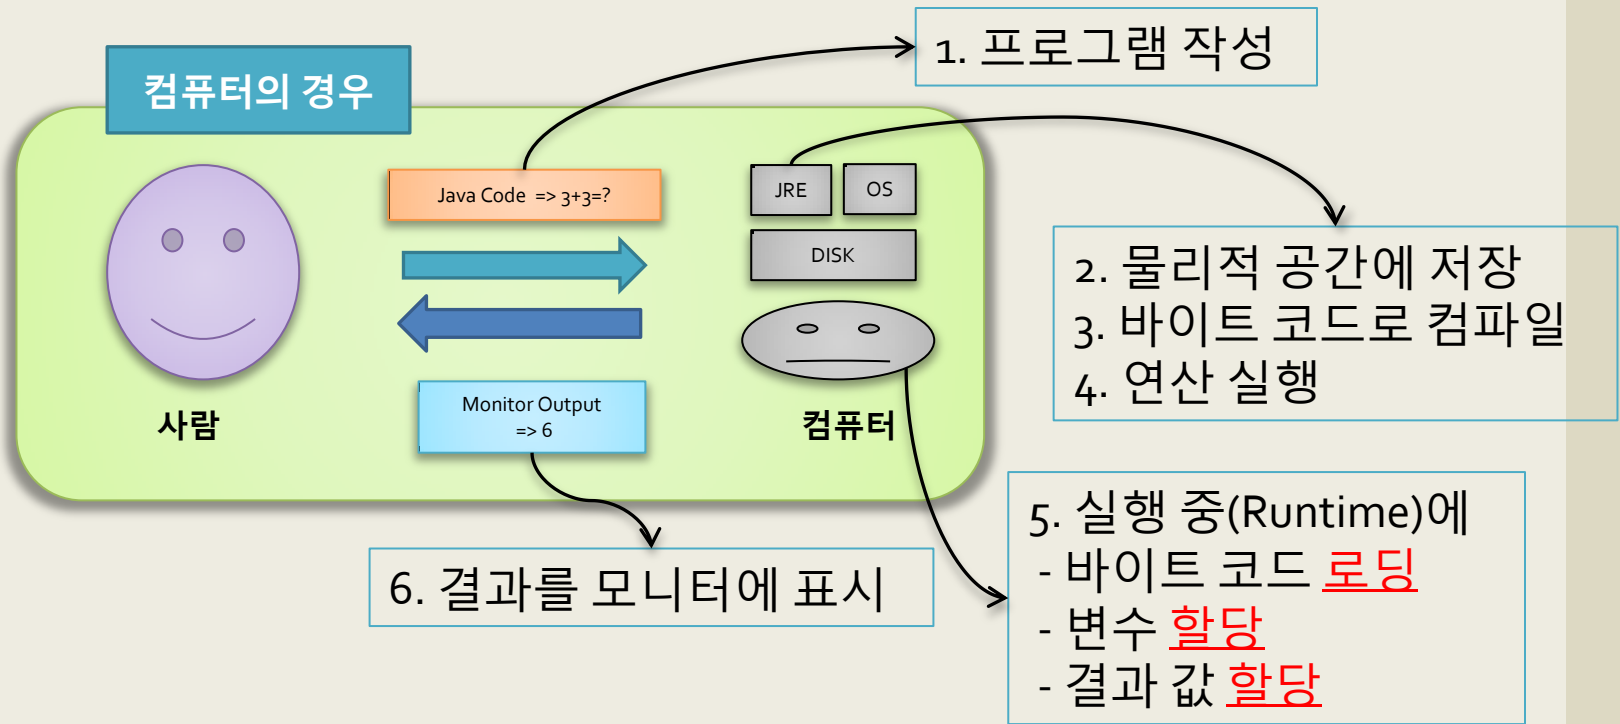 컴퓨터의 경우
1. 프로그램 작성
Java Code => 3+3=?
JRE
OS
DISK
2. 물리적 공간에 저장
3. 바이트 코드로 컴파일
4. 연산 실행
Monitor Output
=> 6
사람
컴퓨터
5. 실행 중(Runtime)에
- 바이트 코드 로딩
- 변수 할당
- 결과 값 할당
6. 결과를 모니터에 표시